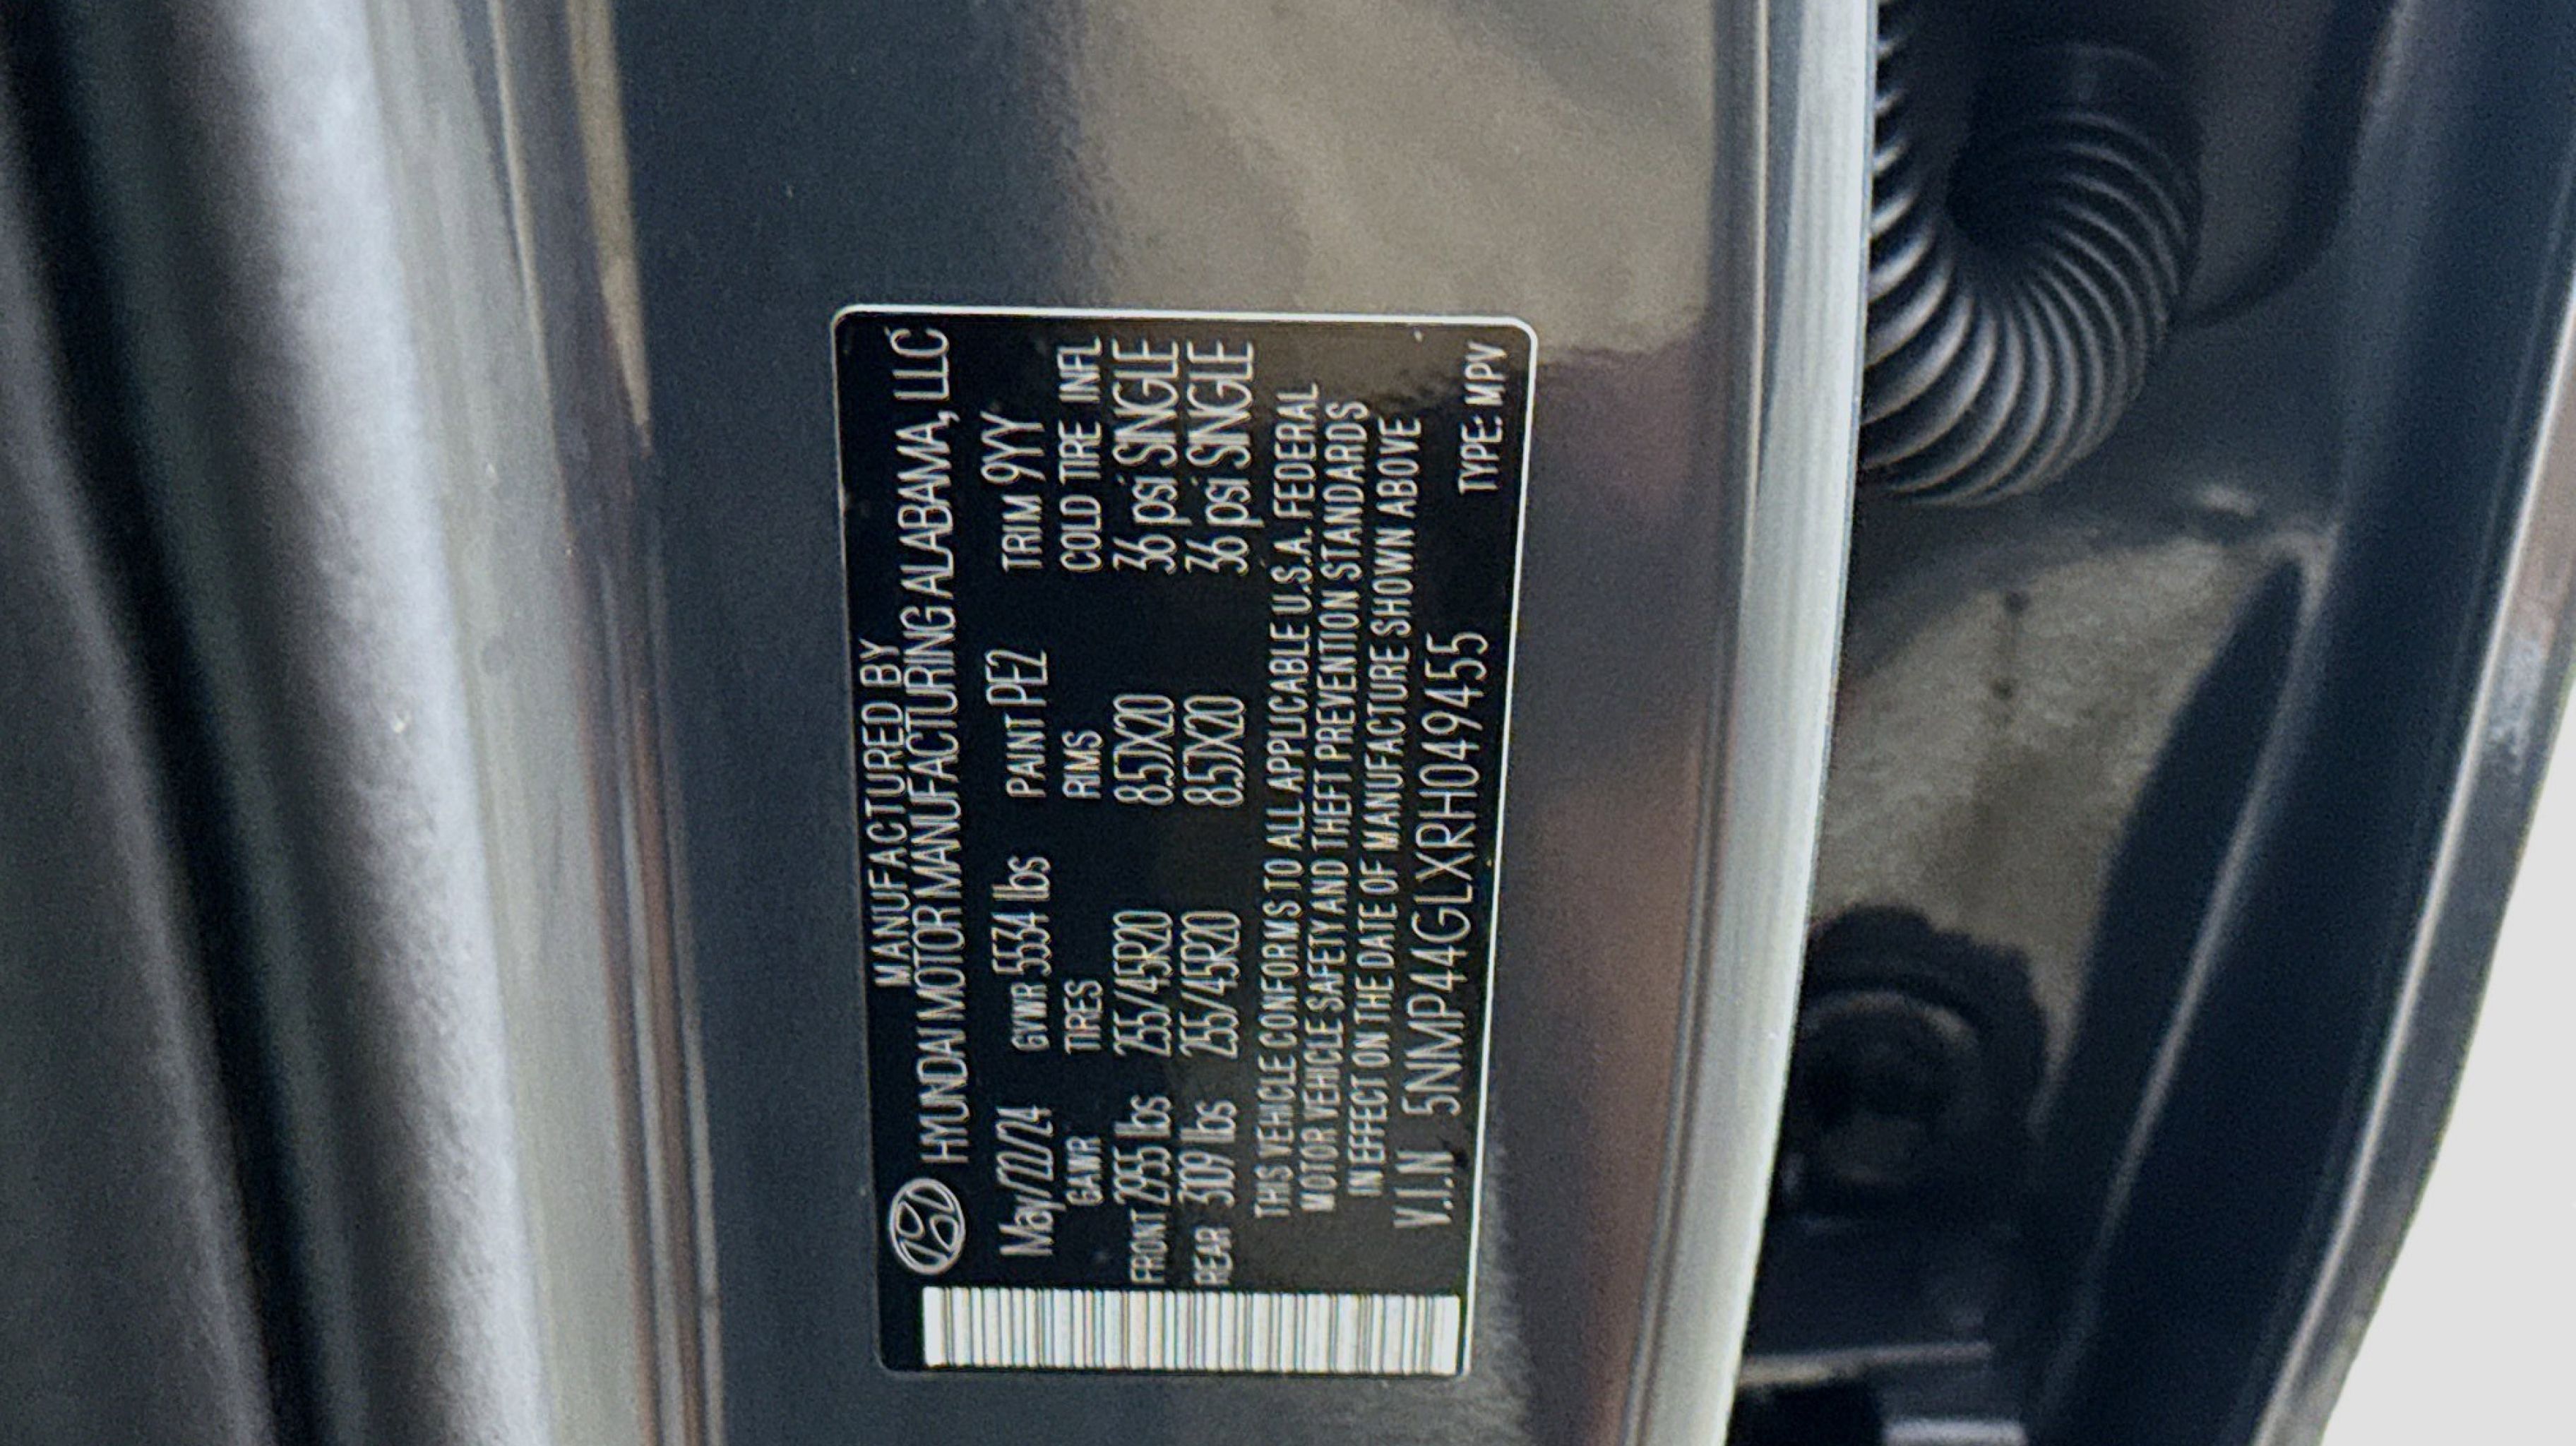 MANUFACTURED BY
HYUNDAI MOTOR MANUFACTURING ALABAMA, LLC
May/22/24 GVWR 5534 lbs PAINT PE2 TRIM 9YY
GAWR TIRES RIMS COLD TIRE INFL
FRONT 2955 lbs 255/45R20 8.5JX20 36 psi SINGLE
REAR 3109 lbs 255/45R20 8.5JX20 36 psi SINGLE
THIS VEHICLE CONFORMS TO ALL APPLICABLE U.S.A. FEDERAL
MOTOR VEHICLE SAFETY AND THEFT PREVENTION STANDARDS
IN EFFECT ON THE DATE OF MANUFACTURE SHOWN ABOVE
V.I.N 5NMP44GLXRH049455 TYPE: MPV